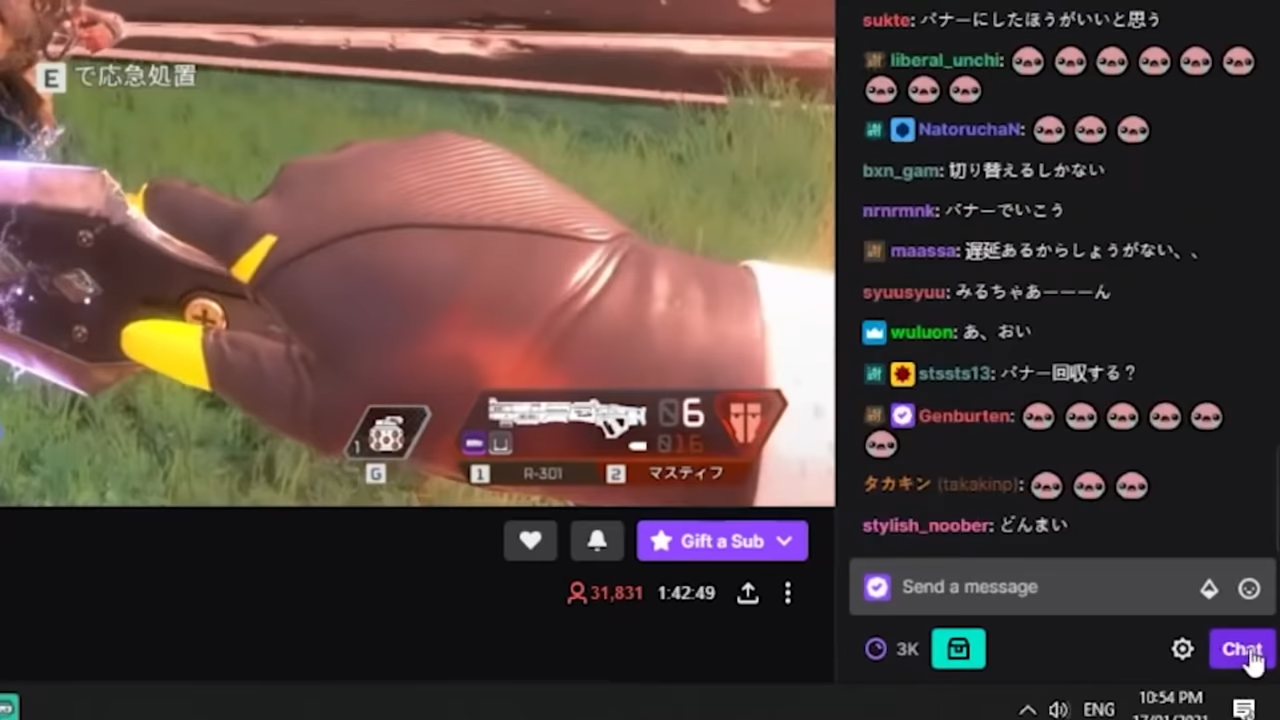 E で応急処置
1
G
6
016
1 R-301 2 マスティフ
Gift a Sub
31,831 1:42:49
sukte: バナーにしたほうがいいと思う
liberal_unchi:
NatoruchaN:
bxn_gam: 切り替えるしかない
nrnrmnk: バナーでいこう
maassa: 遅延あるからしょうがない、、
syuusyuu: みるちゃあーーーん
wuluon: あ、おい
stssts13: バナー回収する？
Genburten:
タカキン (takakinp):
stylish_noober: どんまい
Send a message
3K
Chat
ENG
10:54 PM